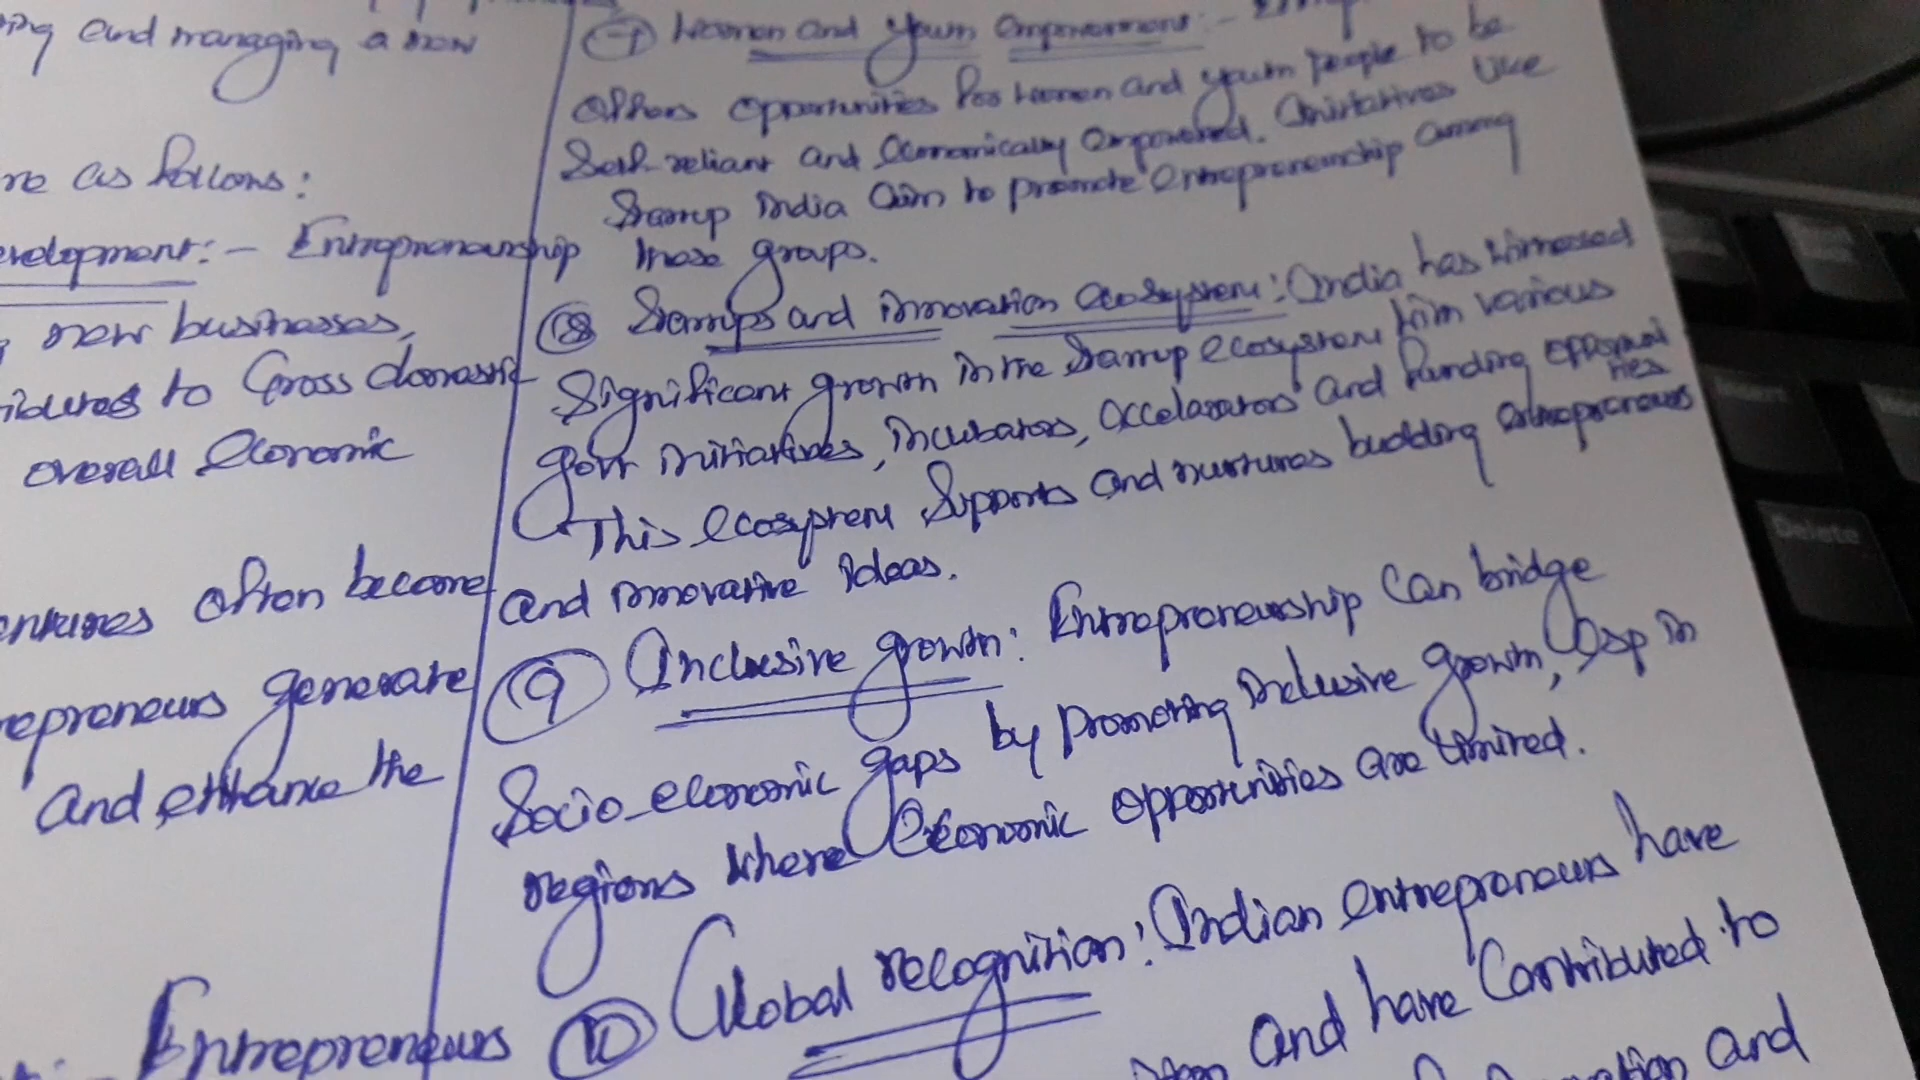 and managing a new
as follows:
Entrepreneurship
new businesses,
to Gross domestic
overall economic
often become
generate
and enhance the
Entrepreneurs
⑦ Women and Youth empowerment: -
offers opportunities for women and youth people to be
Self-reliant and economically empowered. Initiatives like
Startup India aim to promote entrepreneurship among
these groups.
⑧ Startups and innovation ecosystem: India has witnessed
Significant growth in the Startup ecosystem with various
govt initiatives, incubators, accelarators and funding opportunities
This ecosystem Supports and nurtures budding entrepreneurs
and innovative ideas.
⑨ Inclusive growth: Entrepreneurship can bridge
Socio-economic gaps by promoting inclusive growth, esp in
regions where economic opportunities are limited.
⑩ Global recognition: Indian entrepreneurs have
and have contributed to
and
Delete